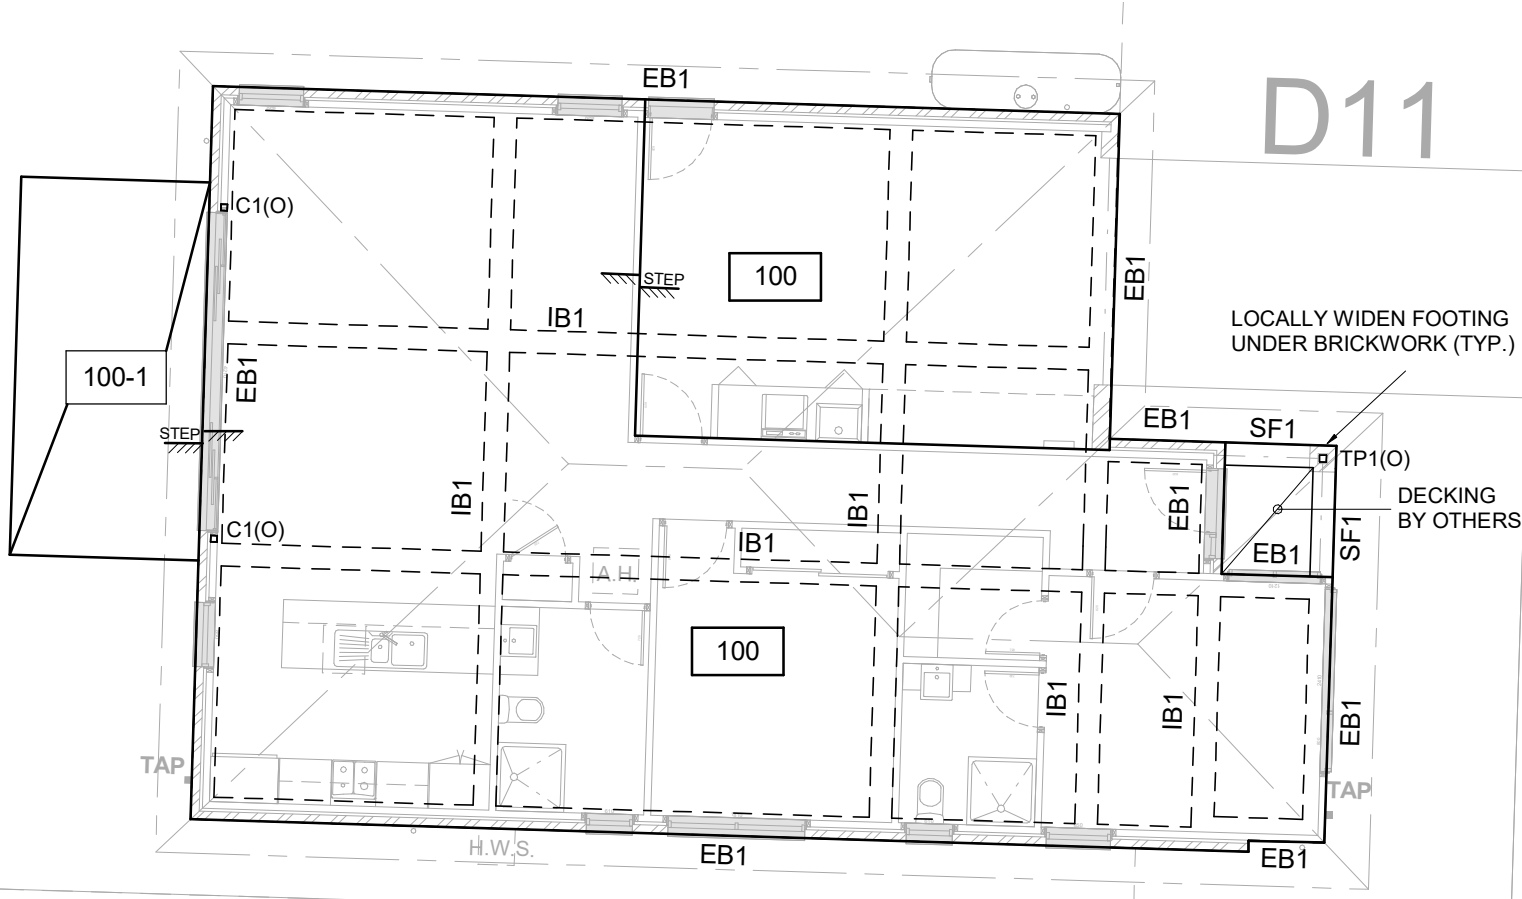 EB1
D11
C1(O)
STEP
100
EB1
IB1
LOCALLY WIDEN FOOTING
UNDER BRICKWORK (TYP.)
100-1
EB1
STEP
EB1
SF1
TP1(O)
IB1
IB1
EB1
DECKING
BY OTHERS
C1(O)
IB1
EB1
SF1
A.H.
100
IB1
IB1
EB1
TAP
TAP
H.W.S.
EB1
EB1